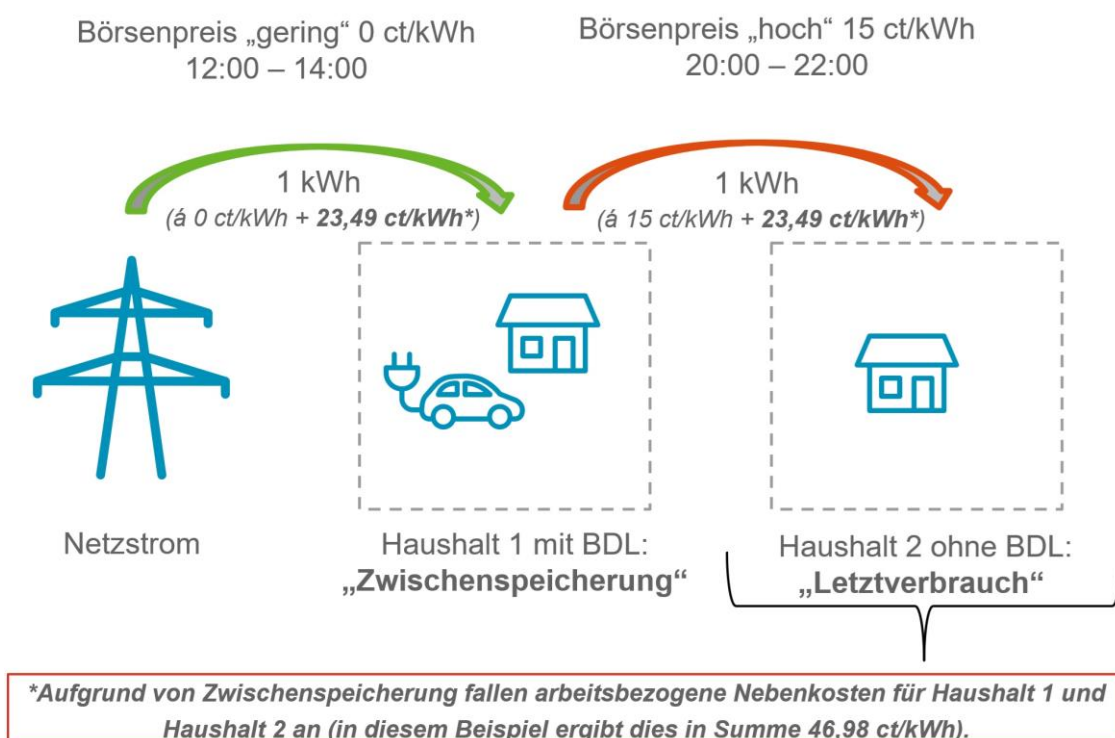 Börsenpreis „gering“ 0 ct/kWh
12:00 – 14:00
Börsenpreis „hoch“ 15 ct/kWh
20:00 – 22:00
1 kWh
(á 0 ct/kWh + 23,49 ct/kWh*)
1 kWh
(á 15 ct/kWh + 23,49 ct/kWh*)
Netzstrom
Haushalt 1 mit BDL:
„Zwischenspeicherung“
Haushalt 2 ohne BDL:
„Letztverbrauch“
*Aufgrund von Zwischenspeicherung fallen arbeitsbezogene Nebenkosten für Haushalt 1 und
Haushalt 2 an (in diesem Beispiel ergibt dies in Summe 46,98 ct/kWh).